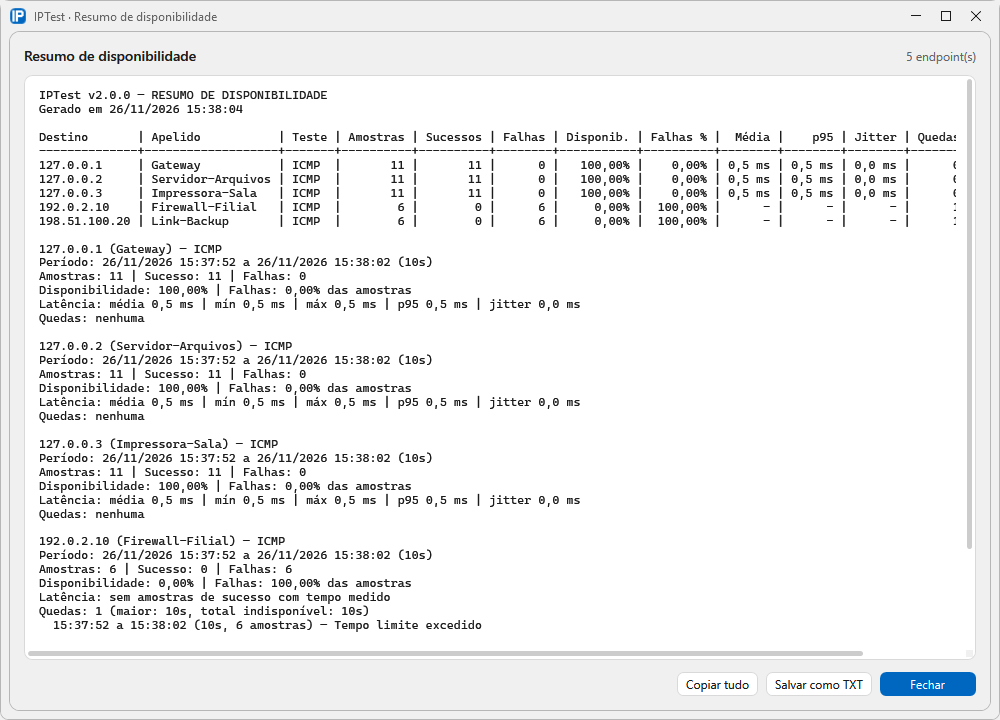 IP IPTest · Resumo de disponibilidade
Resumo de disponibilidade 5 endpoint(s)
IPTest v2.0.0 — RESUMO DE DISPONIBILIDADE
Gerado em 26/11/2026 15:38:04
Destino | Apelido | Teste | Amostras | Sucessos | Falhas | Disponib. | Falhas % | Média | p95 | Jitter | Quedas
127.0.0.1 | Gateway | ICMP | 11 | 11 | 0 | 100,00% | 0,00% | 0,5 ms | 0,5 ms | 0,0 ms |
127.0.0.2 | Servidor-Arquivos | ICMP | 11 | 11 | 0 | 100,00% | 0,00% | 0,5 ms | 0,5 ms | 0,0 ms |
127.0.0.3 | Impressora-Sala | ICMP | 11 | 11 | 0 | 100,00% | 0,00% | 0,5 ms | 0,5 ms | 0,0 ms |
192.0.2.10 | Firewall-Filial | ICMP | 6 | 0 | 6 | 0,00% | 100,00% | — | — | — |
198.51.100.20 | Link-Backup | ICMP | 6 | 0 | 6 | 0,00% | 100,00% | — | — | — |
127.0.0.1 (Gateway) — ICMP
Período: 26/11/2026 15:37:52 a 26/11/2026 15:38:02 (10s)
Amostras: 11 | Sucesso: 11 | Falhas: 0
Disponibilidade: 100,00% | Falhas: 0,00% das amostras
Latência: média 0,5 ms | mín 0,5 ms | máx 0,5 ms | p95 0,5 ms | jitter 0,0 ms
Quedas: nenhuma
127.0.0.2 (Servidor-Arquivos) — ICMP
Período: 26/11/2026 15:37:52 a 26/11/2026 15:38:02 (10s)
Amostras: 11 | Sucesso: 11 | Falhas: 0
Disponibilidade: 100,00% | Falhas: 0,00% das amostras
Latência: média 0,5 ms | mín 0,5 ms | máx 0,5 ms | p95 0,5 ms | jitter 0,0 ms
Quedas: nenhuma
127.0.0.3 (Impressora-Sala) — ICMP
Período: 26/11/2026 15:37:52 a 26/11/2026 15:38:02 (10s)
Amostras: 11 | Sucesso: 11 | Falhas: 0
Disponibilidade: 100,00% | Falhas: 0,00% das amostras
Latência: média 0,5 ms | mín 0,5 ms | máx 0,5 ms | p95 0,5 ms | jitter 0,0 ms
Quedas: nenhuma
192.0.2.10 (Firewall-Filial) — ICMP
Período: 26/11/2026 15:37:52 a 26/11/2026 15:38:02 (10s)
Amostras: 6 | Sucesso: 0 | Falhas: 6
Disponibilidade: 0,00% | Falhas: 100,00% das amostras
Latência: sem amostras de sucesso com tempo medido
Quedas: 1 (maior: 10s, total indisponível: 10s)
15:37:52 a 15:38:02 (10s, 6 amostras) — Tempo limite excedido
Copiar tudo Salvar como TXT Fechar